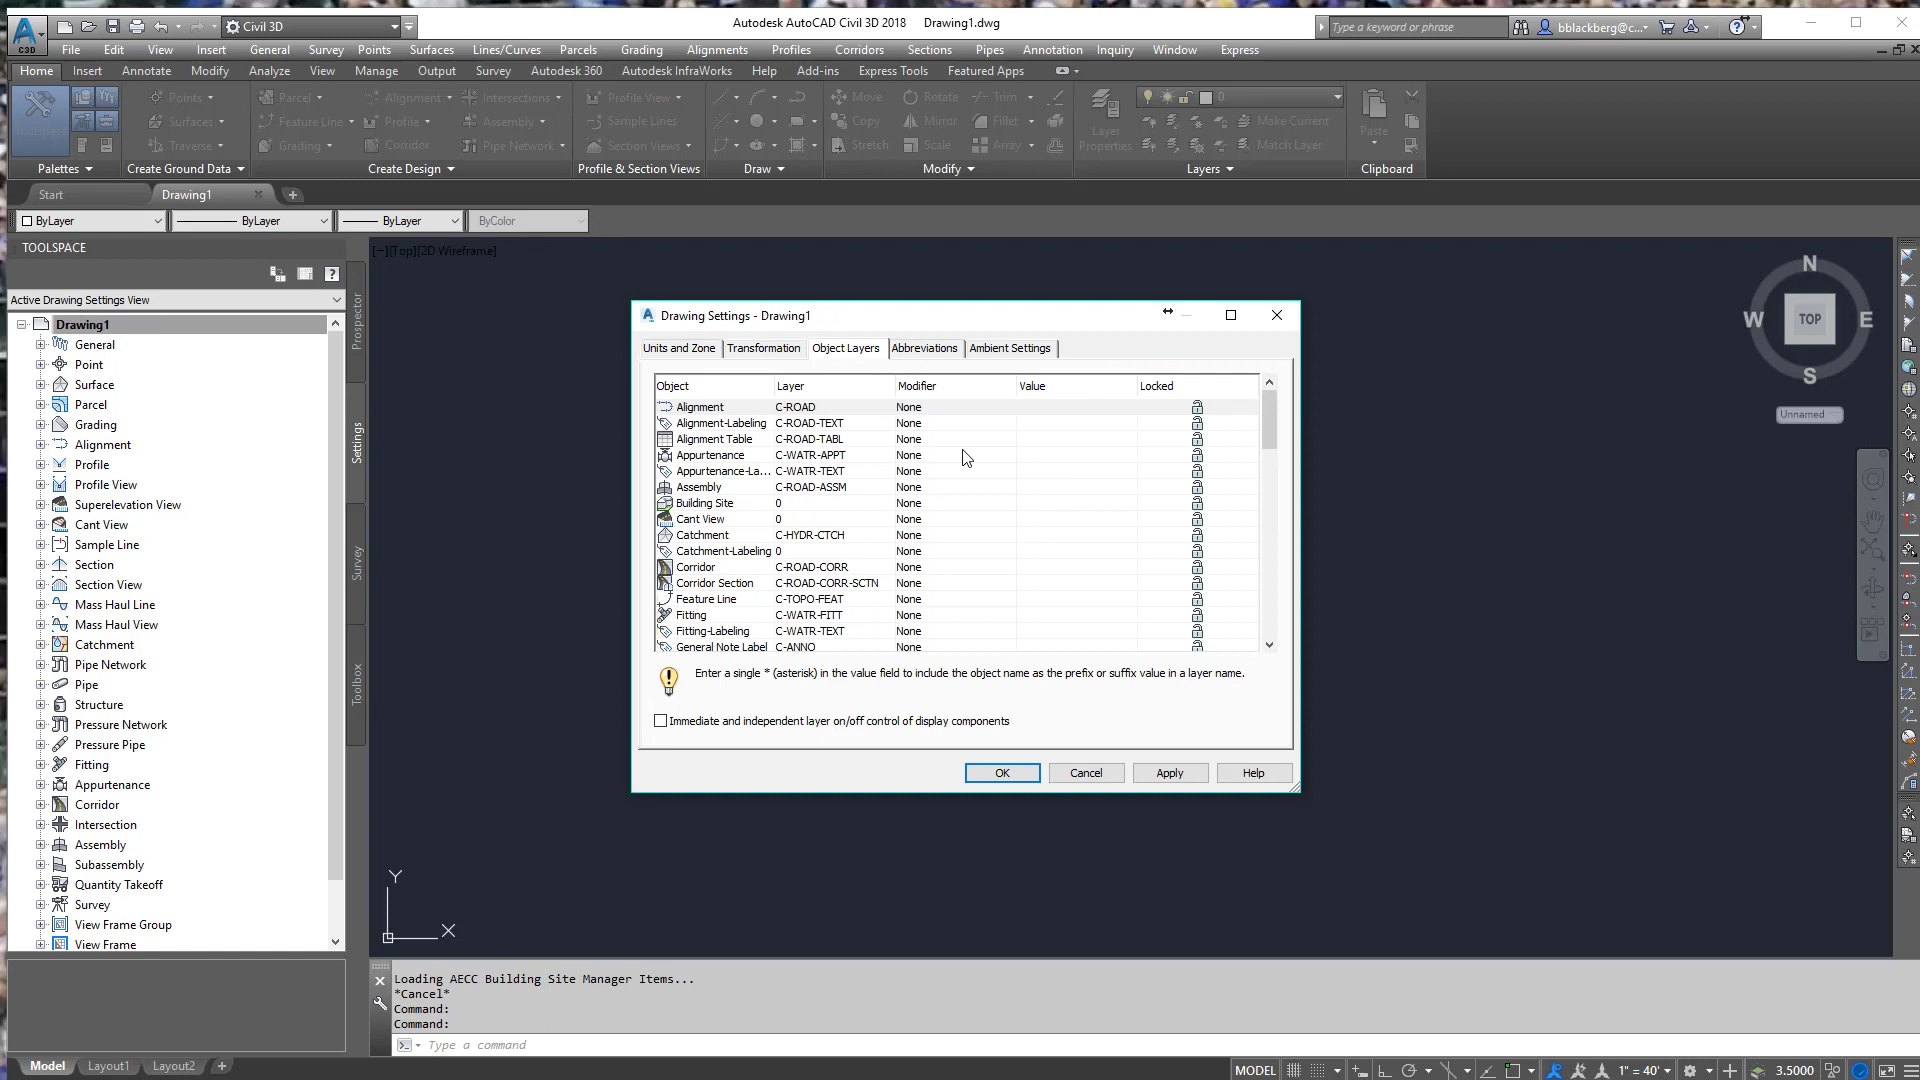 Civil 3D
Autodesk AutoCAD Civil 3D 2018 Drawing1.dwg
Type a keyword or phrase
bblackberg@c...
C3D
File Edit View Insert General Survey Points Surfaces Lines/Curves Parcels Grading Alignments Profiles Corridors Sections Pipes Annotation Inquiry Window Express
Home Insert Annotate Modify Analyze View Manage Output Survey Autodesk 360 Autodesk InfraWorks Help Add-ins Express Tools Featured Apps
Points Parcel Alignment Intersections Profile View Move Rotate Trim 0
Surfaces Feature Line Profile Assembly Sample Lines Copy Mirror Fillet Make Current
Traverse Grading Corridor Pipe Network Section Views Stretch Scale Array Layer Properties Match Layer Paste
Palettes Create Ground Data Create Design Profile & Section Views Draw Modify Layers Clipboard
Start Drawing1
ByLayer ByLayer ByLayer ByColor
TOOLSPACE
Active Drawing Settings View
Drawing1
General
Point
Surface
Parcel
Grading
Alignment
Profile
Profile View
Superelevation View
Cant View
Sample Line
Section
Section View
Mass Haul Line
Mass Haul View
Catchment
Pipe Network
Pipe
Structure
Pressure Network
Pressure Pipe
Fitting
Appurtenance
Corridor
Intersection
Assembly
Subassembly
Quantity Takeoff
Survey
View Frame Group
View Frame
Prospector
Settings
Survey
Toolbox
[−][Top][2D Wireframe]
N
W TOP E
S
Unnamed
Drawing Settings - Drawing1
Units and Zone Transformation Object Layers Abbreviations Ambient Settings
Object Layer Modifier Value Locked
Alignment C-ROAD None
Alignment-Labeling C-ROAD-TEXT None
Alignment Table C-ROAD-TABL None
Appurtenance C-WATR-APPT None
Appurtenance-La... C-WATR-TEXT None
Assembly C-ROAD-ASSM None
Building Site 0 None
Cant View 0 None
Catchment C-HYDR-CTCH None
Catchment-Labeling 0 None
Corridor C-ROAD-CORR None
Corridor Section C-ROAD-CORR-SCTN None
Feature Line C-TOPO-FEAT None
Fitting C-WATR-FITT None
Fitting-Labeling C-WATR-TEXT None
General Note Label C-ANNO None
Enter a single * (asterisk) in the value field to include the object name as the prefix or suffix value in a layer name.
Immediate and independent layer on/off control of display components
OK Cancel Apply Help
Y
X
Loading AECC Building Site Manager Items...
*Cancel*
Command:
Command:
Type a command
Model Layout1 Layout2
MODEL 1" = 40' 3.5000